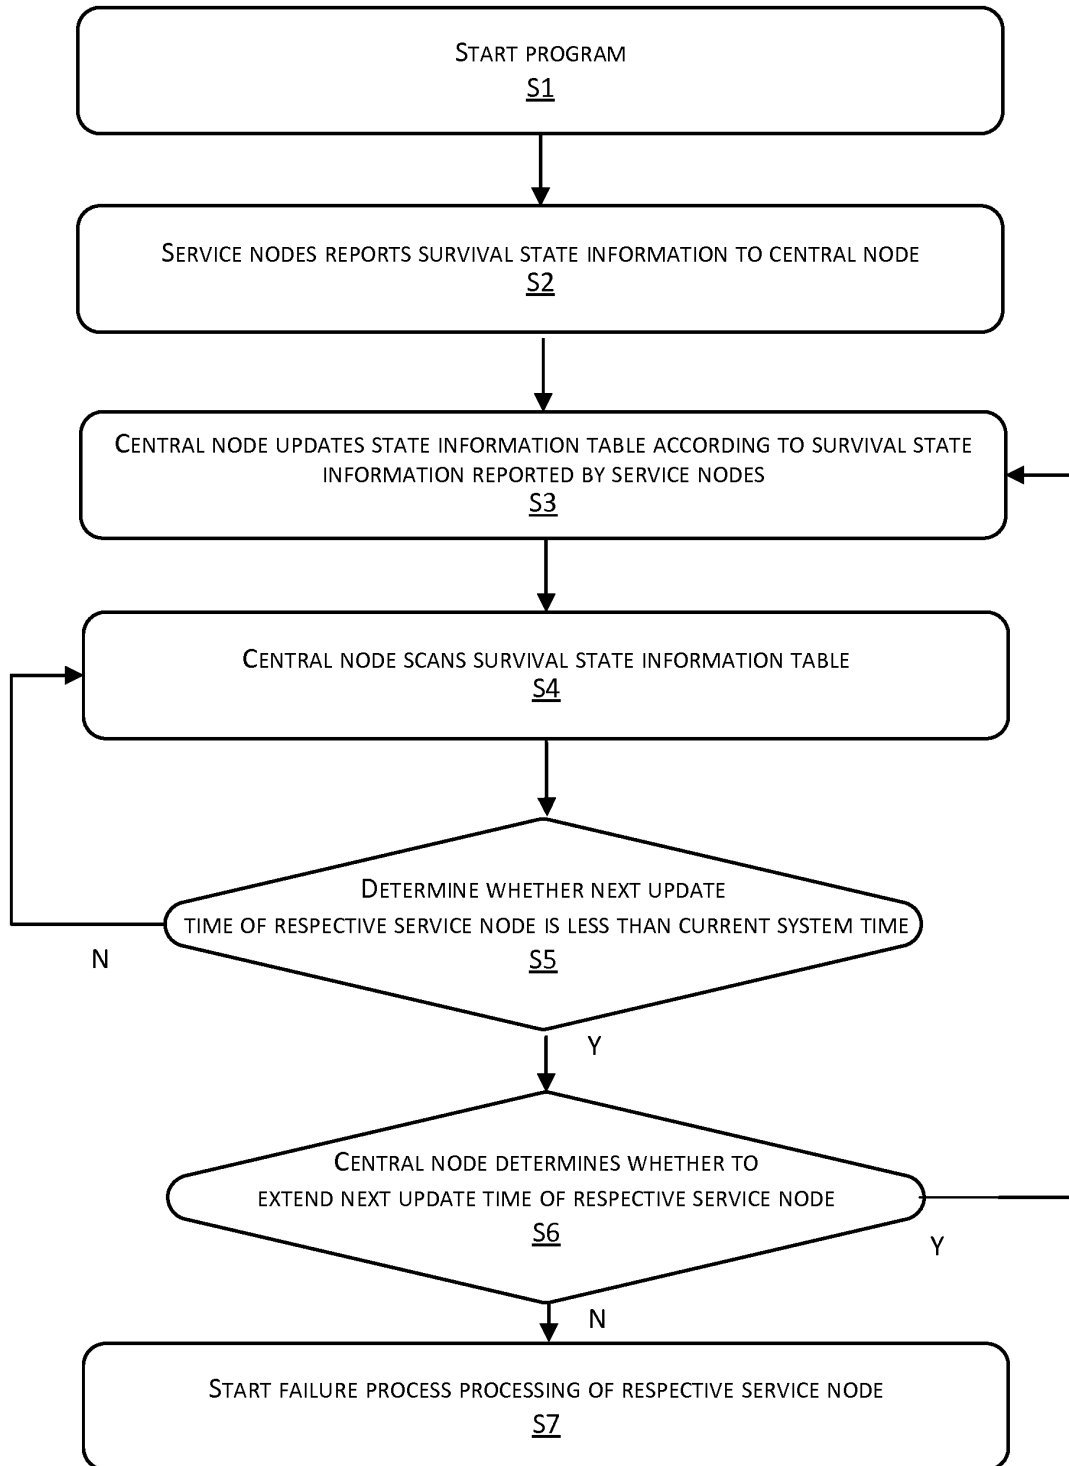 START PROGRAM
S1
SERVICE NODES REPORTS SURVIVAL STATE INFORMATION TO CENTRAL NODE
S2
CENTRAL NODE UPDATES STATE INFORMATION TABLE ACCORDING TO SURVIVAL STATE
INFORMATION REPORTED BY SERVICE NODES
S3
CENTRAL NODE SCANS SURVIVAL STATE INFORMATION TABLE
S4
DETERMINE WHETHER NEXT UPDATE
TIME OF RESPECTIVE SERVICE NODE IS LESS THAN CURRENT SYSTEM TIME
S5
N
Y
CENTRAL NODE DETERMINES WHETHER TO
EXTEND NEXT UPDATE TIME OF RESPECTIVE SERVICE NODE
S6
Y
N
START FAILURE PROCESS PROCESSING OF RESPECTIVE SERVICE NODE
S7